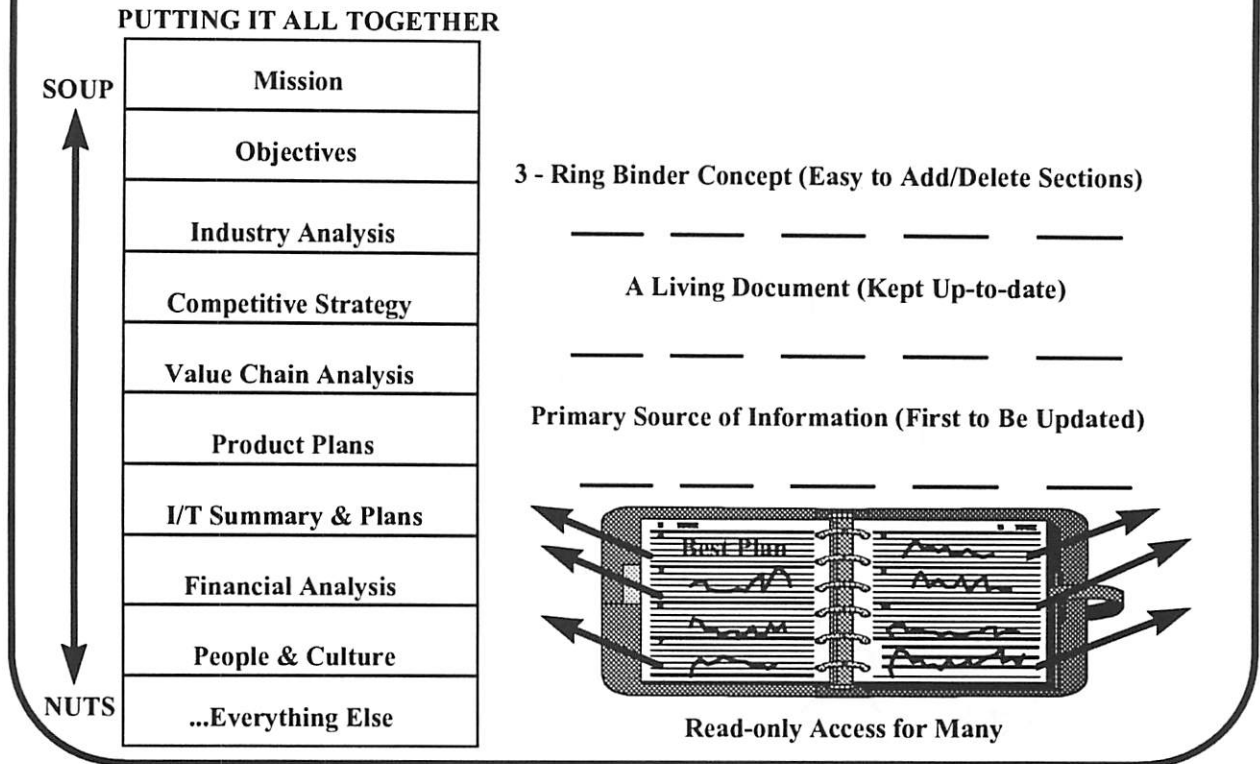 PUTTING IT ALL TOGETHER
SOUP
Mission
Objectives
Industry Analysis
Competitive Strategy
Value Chain Analysis
Product Plans
I/T Summary & Plans
Financial Analysis
People & Culture
NUTS
...Everything Else
3 - Ring Binder Concept (Easy to Add/Delete Sections)
A Living Document (Kept Up-to-date)
Primary Source of Information (First to Be Updated)
Best Plan
Read-only Access for Many